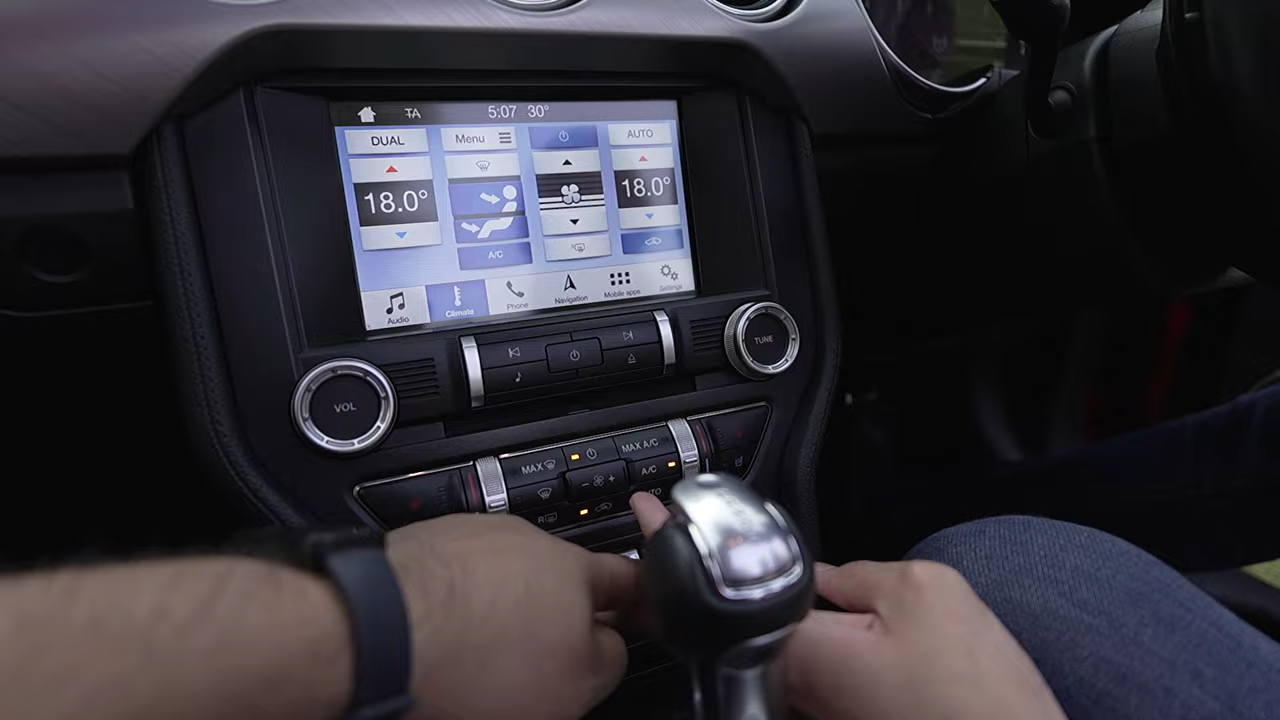 TA 5:07 30°
DUAL Menu AUTO
18.0° 18.0°
A/C
Audio Climate Phone Navigation Mobile apps Settings
TUNE
VOL
MAX MAX A/C
A/C
- +
R